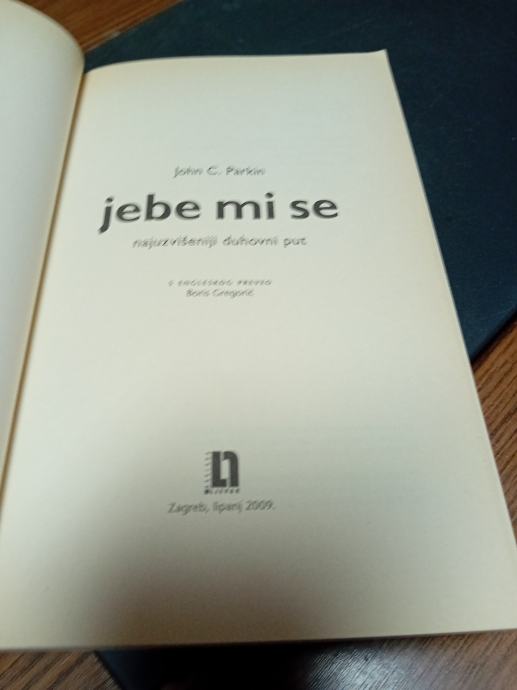 John C. Parkin
jebe mi se
najuzvišeniji duhovni put
S ENGLESKOG PREVEO
Boris Gregorić
Zagreb, lipanj 2009.